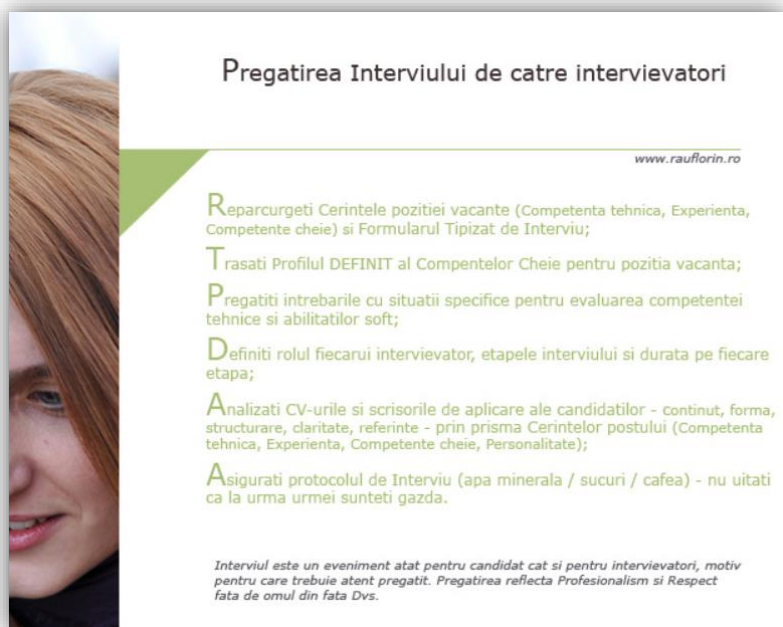 Pregatirea Interviului de catre intervievatori
www.rauflorin.ro
Reparcurgeti Cerintele pozitiei vacante (Competenta tehnica, Experienta,
Competente cheie) si Formularul Tipizat de Interviu;
Trasati Profilul DEFINIT al Compentelor Cheie pentru pozitia vacanta;
Pregatiti intrebarile cu situatii specifice pentru evaluarea competentei
tehnice si abilitatilor soft;
Definiti rolul fiecarui intervievator, etapele interviului si durata pe fiecare
etapa;
Analizati CV-urile si scrisorile de aplicare ale candidatilor - continut, forma,
structurare, claritate, referinte - prin prisma Cerintelor postului (Competenta
tehnica, Experienta, Competente cheie, Personalitate);
Asigurati protocolul de Interviu (apa minerala / sucuri / cafea) - nu uitati
ca la urma urmei sunteti gazda.
Interviul este un eveniment atat pentru candidat cat si pentru intervievatori, motiv
pentru care trebuie atent pregatit. Pregatirea reflecta Profesionalism si Respect
fata de omul din fata Dvs.